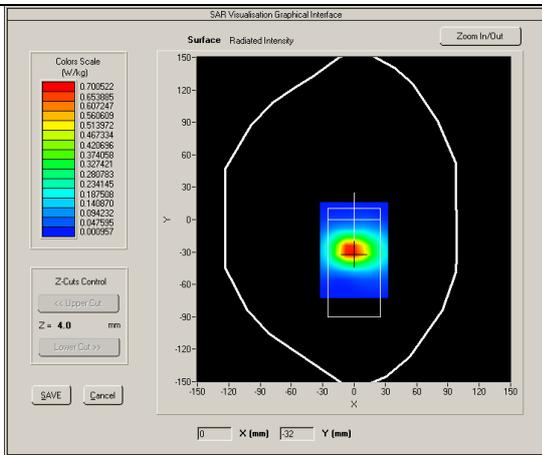 SAR Visualisation Graphical Interface
Surface Radiated Intensity
Zoom In/Out
Colors Scale
(W/kg)
0.700522
0.653885
0.607247
0.560609
0.513972
0.467334
0.420696
0.374058
0.327421
0.280783
0.234145
0.187508
0.140870
0.094232
0.047595
0.000957
Z-Cuts Control
<< Upper Cut
Z = 4.0 mm
Lower Cut >>
SAVE Cancel
150
120
90
60
30
0
-30
-60
-90
-120
-150
Y
-150 -120 -90 -60 -30 0 30 60 90 120 150
X
0 X (mm) -32 Y (mm)